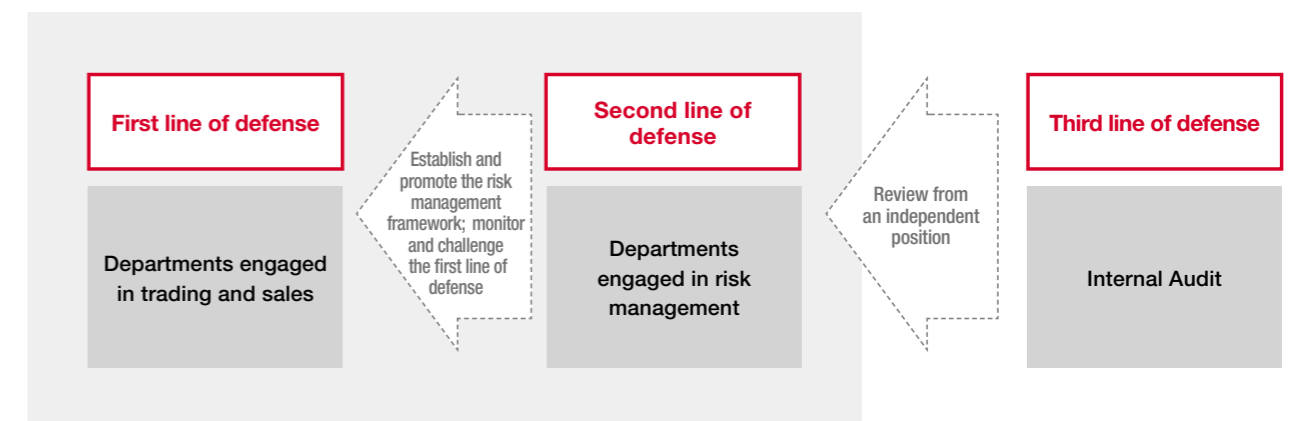 First line of defense
Departments engaged
in trading and sales
Establish and
promote the risk
management
framework; monitor
and challenge
the first line of
defense
Second line of
defense
Departments
engaged in risk
management
Review from
an independent
position
Third line of defense
Internal Audit